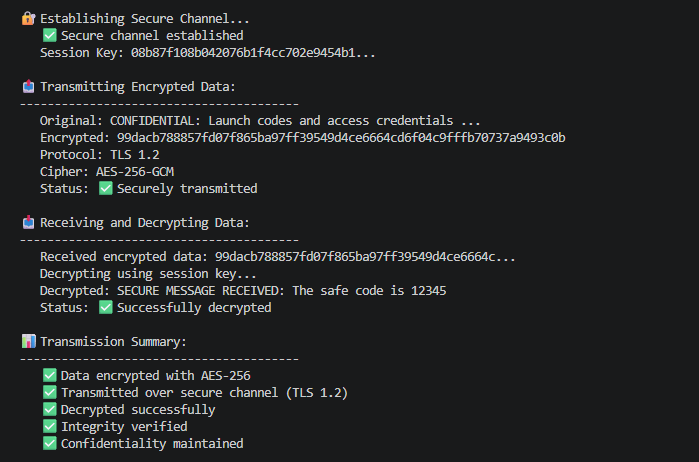 🔐 Establishing Secure Channel...
✅ Secure channel established
Session Key: 08b87f108b042076b1f4cc702e9454b1...
📤 Transmitting Encrypted Data:
----------------------------------------
Original: CONFIDENTIAL: Launch codes and access credentials ...
Encrypted: 99dacb788857fd07f865ba97ff39549d4ce6664cd6f04c9fffb70737a9493c0b
Protocol: TLS 1.2
Cipher: AES-256-GCM
Status: ✅ Securely transmitted
📥 Receiving and Decrypting Data:
----------------------------------------
Received encrypted data: 99dacb788857fd07f865ba97ff39549d4ce6664c...
Decrypting using session key...
Decrypted: SECURE MESSAGE RECEIVED: The safe code is 12345
Status: ✅ Successfully decrypted
📊 Transmission Summary:
----------------------------------------
✅ Data encrypted with AES-256
✅ Transmitted over secure channel (TLS 1.2)
✅ Decrypted successfully
✅ Integrity verified
✅ Confidentiality maintained